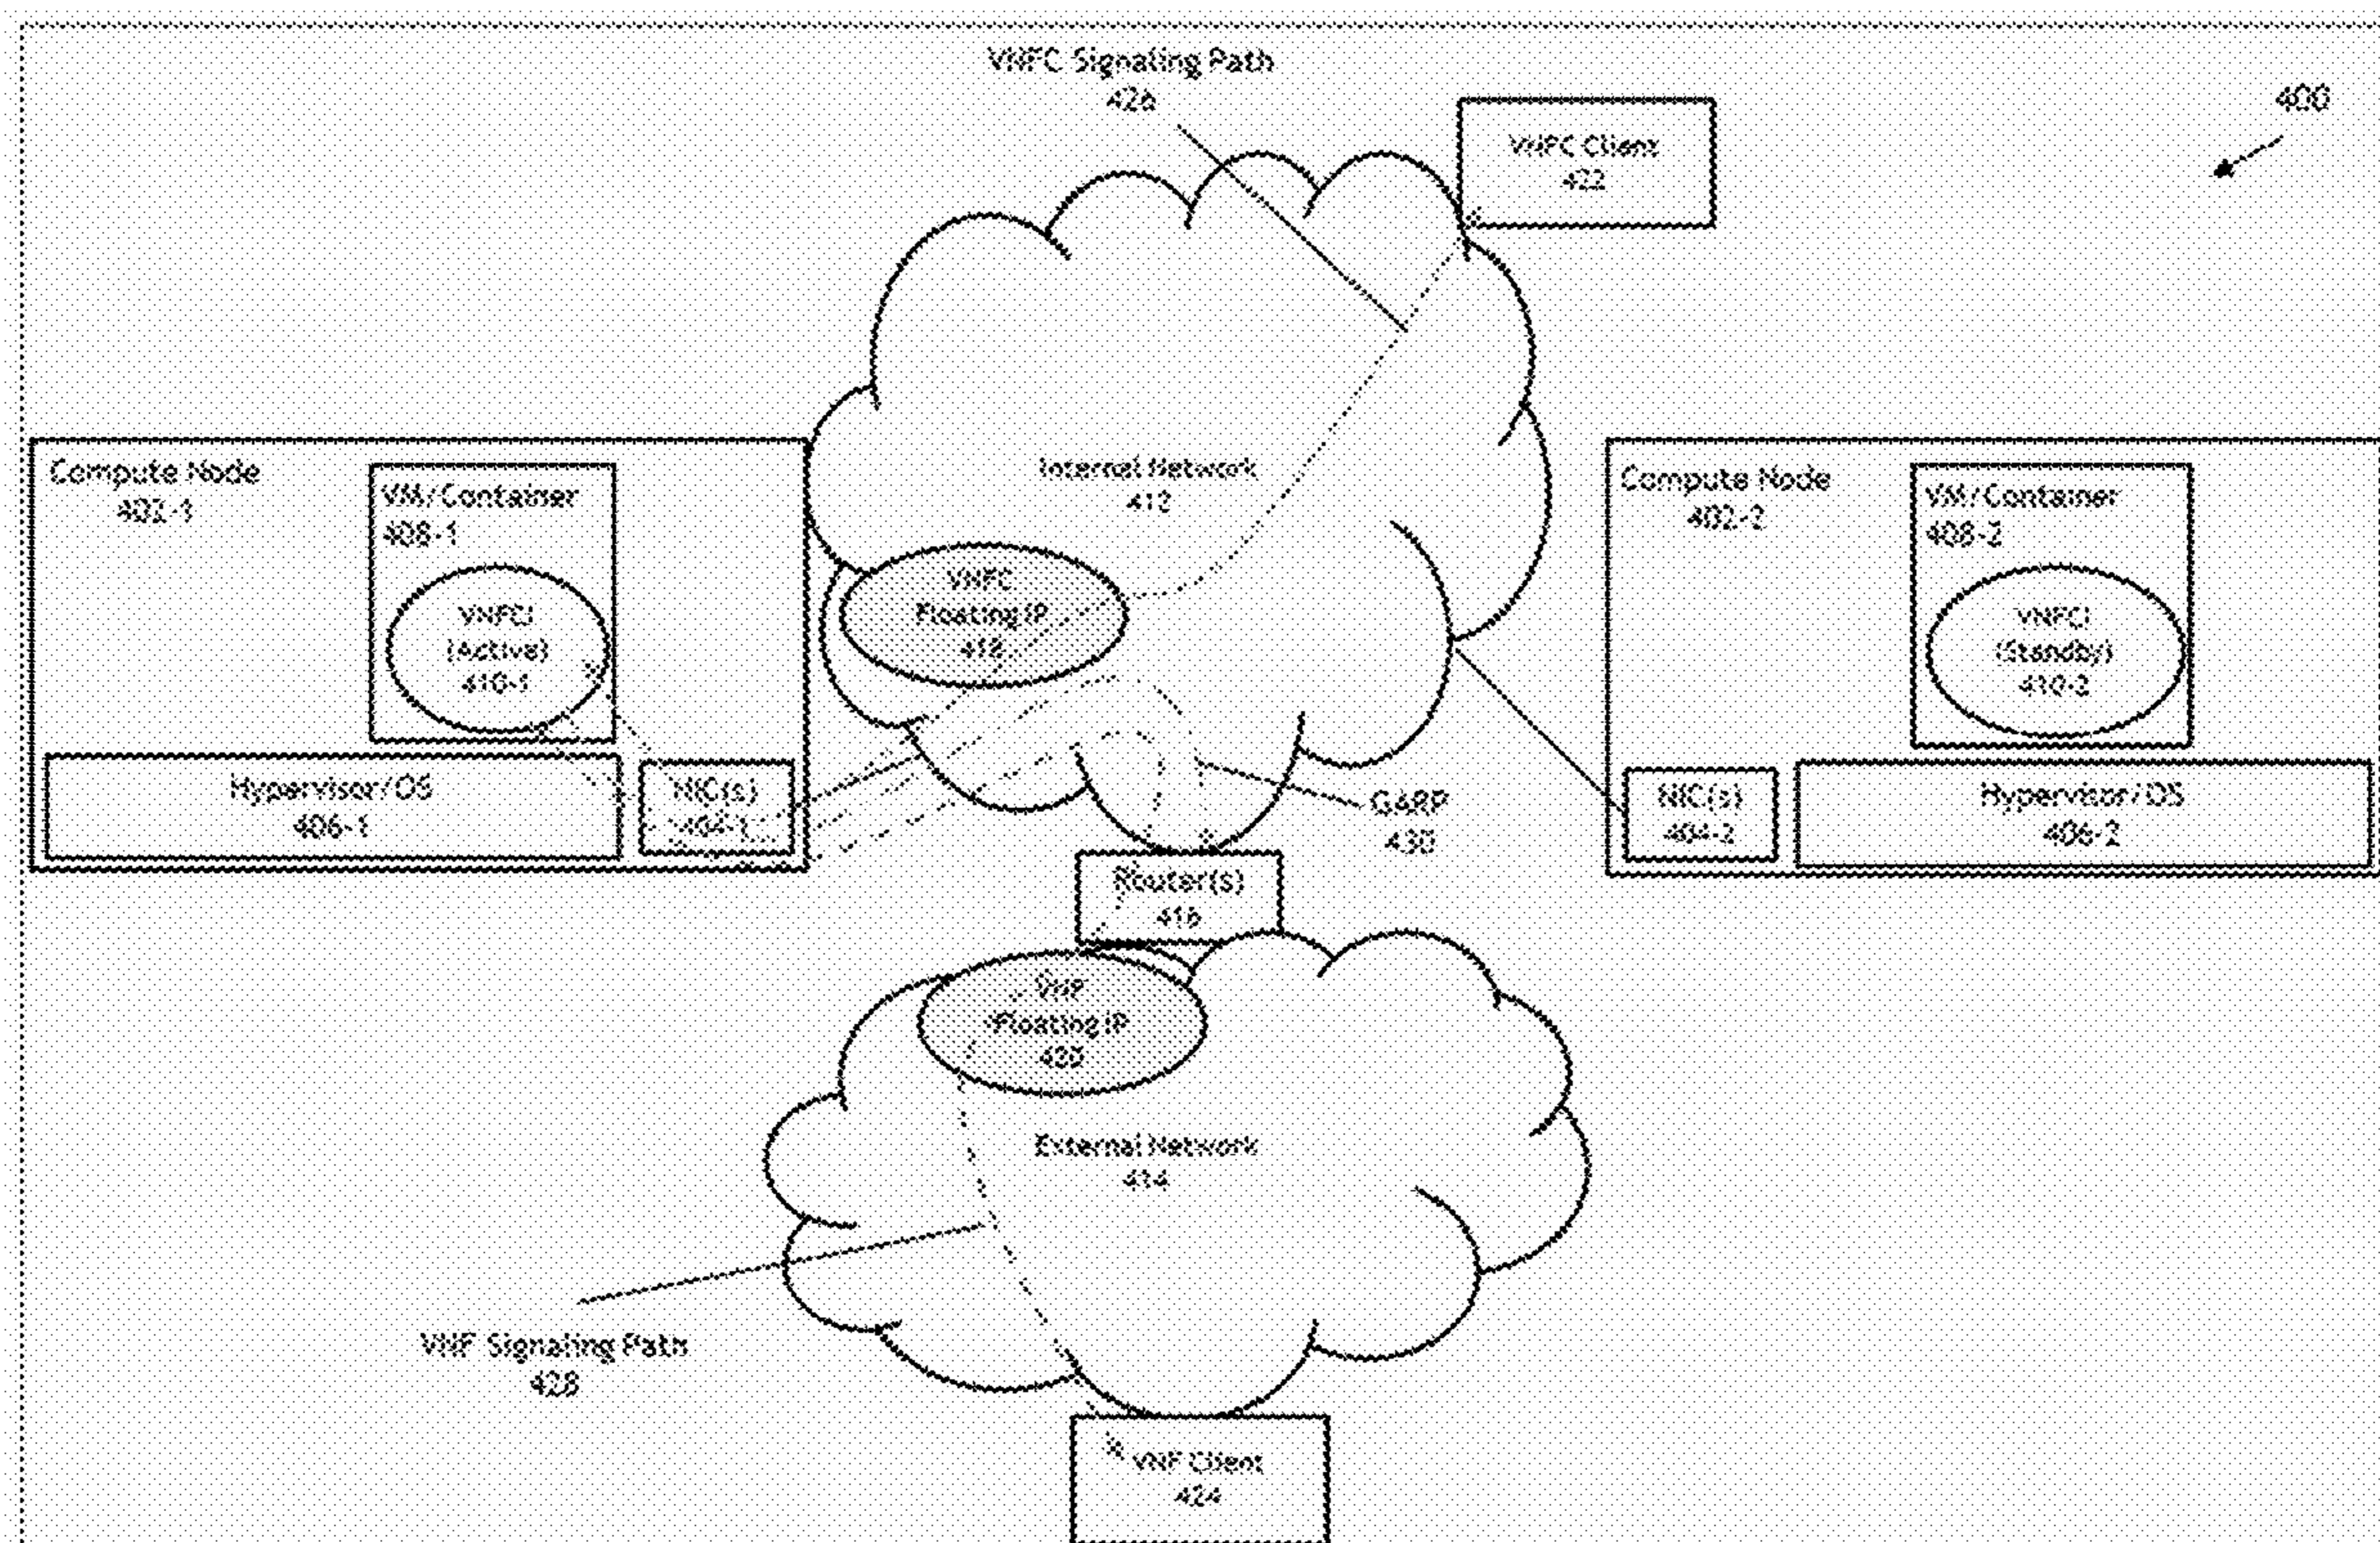 VNFC Signaling Path
426
400
VNFC Client
422
Compute Node
402-1
VM/Container
408-1
VNFCI
(Active)
410-1
Hypervisor/OS
406-1
NIC(s)
404-1
Internal Network
412
VNFC
Floating IP
418
GARP
430
Compute Node
402-2
VM/Container
408-2
VNFCI
(Standby)
410-2
NIC(s)
404-2
Hypervisor/OS
406-2
Router(s)
416
VNF
Floating IP
420
External Network
414
VNF Signaling Path
428
VNF Client
424